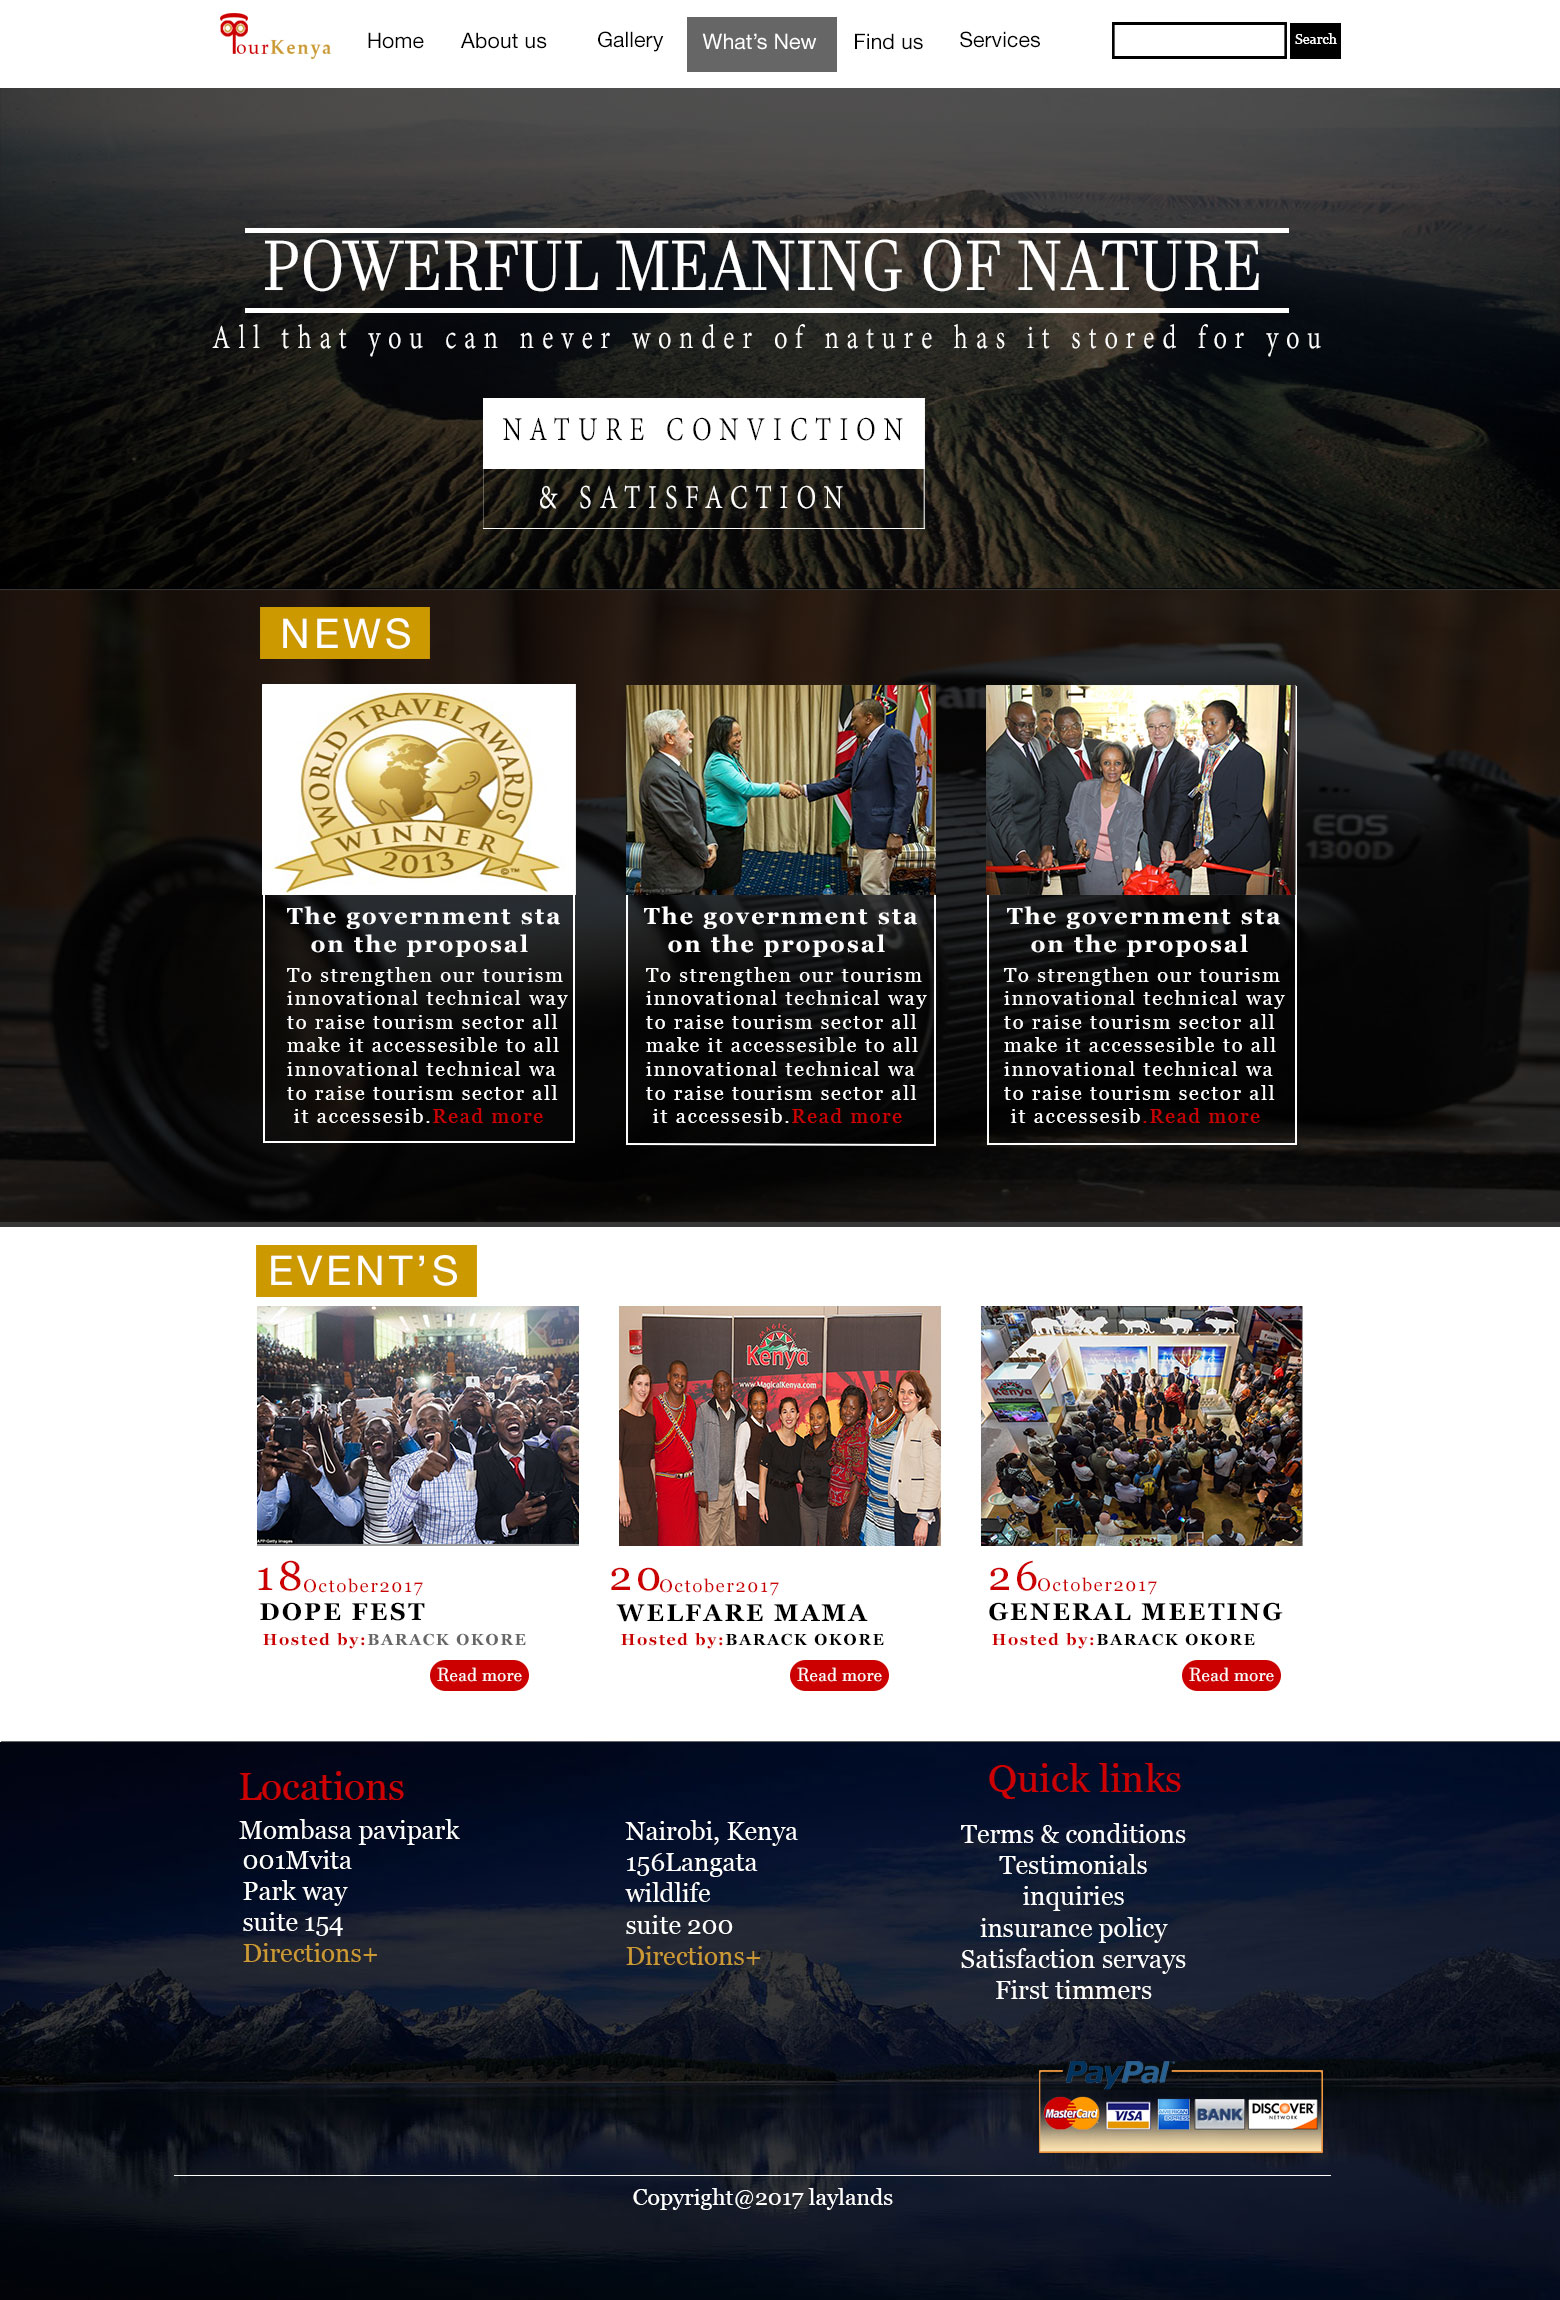 TourKenya
Home
About us
Gallery
What's New
Find us
Services
Search
POWERFUL MEANING OF NATURE
All that you can never wonder of nature has it stored for you
NATURE CONVICTION
& SATISFACTION
NEWS
WORLD TRAVEL AWARDS
WINNER
2013
The government sta
on the proposal
To strengthen our tourism
innovational technical way
to raise tourism sector all
make it accessesible to all
innovational technical wa
to raise tourism sector all
it accessesib.Read more
The government sta
on the proposal
To strengthen our tourism
innovational technical way
to raise tourism sector all
make it accessesible to all
innovational technical wa
to raise tourism sector all
it accessesib.Read more
The government sta
on the proposal
To strengthen our tourism
innovational technical way
to raise tourism sector all
make it accessesible to all
innovational technical wa
to raise tourism sector all
it accessesib.Read more
EOS
1300D
EVENT'S
MAGICAL
Kenya
www.MagicalKenya.com
Kenya
18October2017
DOPE FEST
Hosted by:BARACK OKORE
Read more
20October2017
WELFARE MAMA
Hosted by:BARACK OKORE
Read more
26October2017
GENERAL MEETING
Hosted by:BARACK OKORE
Read more
Locations
Mombasa pavipark
001Mvita
Park way
suite 154
Directions+
Nairobi, Kenya
156Langata
wildlife
suite 200
Directions+
Quick links
Terms & conditions
Testimonials
inquiries
insurance policy
Satisfaction servays
First timmers
PayPal
MasterCard
VISA
AMERICAN EXPRESS
BANK
DISCOVER
NETWORK
Copyright@2017 laylands